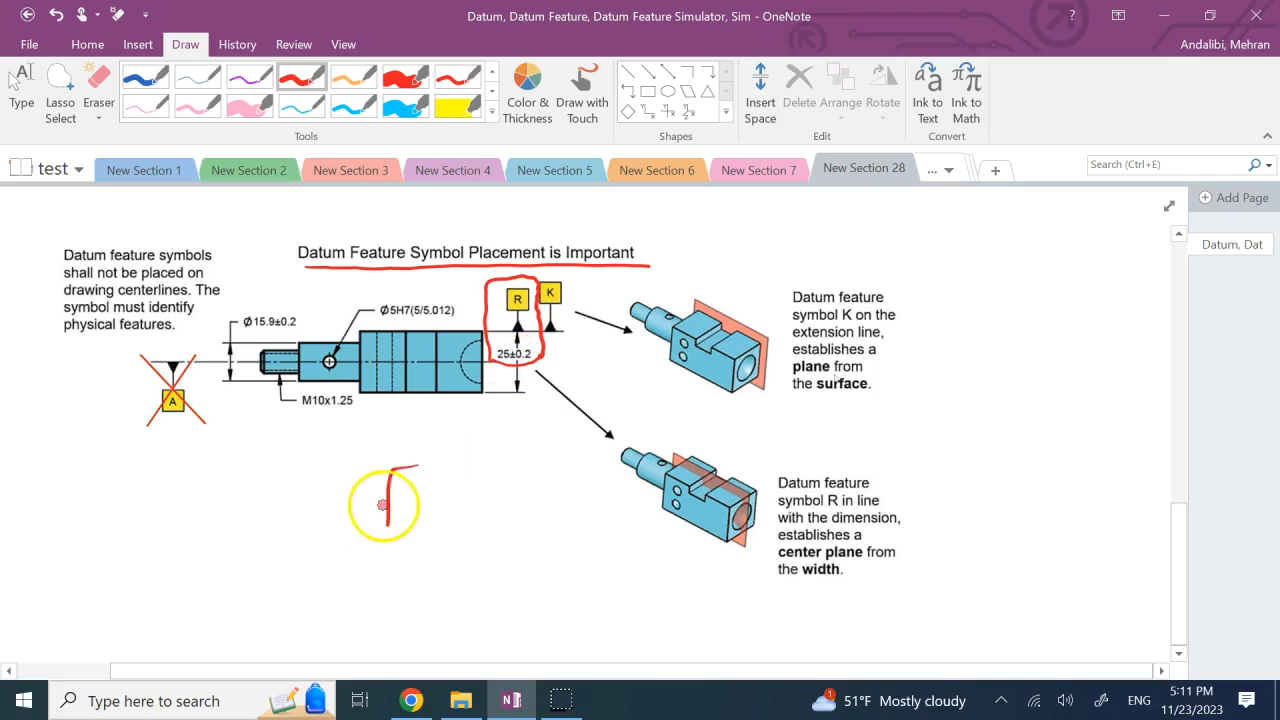 Datum, Datum Feature, Datum Feature Simulator, Sim - OneNote
?
File Home Insert Draw History Review View
Andalibi, Mehran
Type
Lasso Select
Eraser
Color & Thickness
Draw with Touch
Insert Space
Delete
Arrange
Rotate
Ink to Text
Ink to Math
Tools
Shapes
Edit
Convert
test
New Section 1
New Section 2
New Section 3
New Section 4
New Section 5
New Section 6
New Section 7
New Section 28
...
Search (Ctrl+E)
Add Page
Datum, Dat
Datum Feature Symbol Placement is Important
Datum feature symbols
shall not be placed on
drawing centerlines. The
symbol must identify
physical features.
A
Ø15.9±0.2
Ø5H7(5/5.012)
M10x1.25
R
K
25±0.2
Datum feature
symbol K on the
extension line,
establishes a
plane from
the surface.
Datum feature
symbol R in line
with the dimension,
establishes a
center plane from
the width.
Type here to search
1
51°F Mostly cloudy
ENG
5:11 PM
11/23/2023